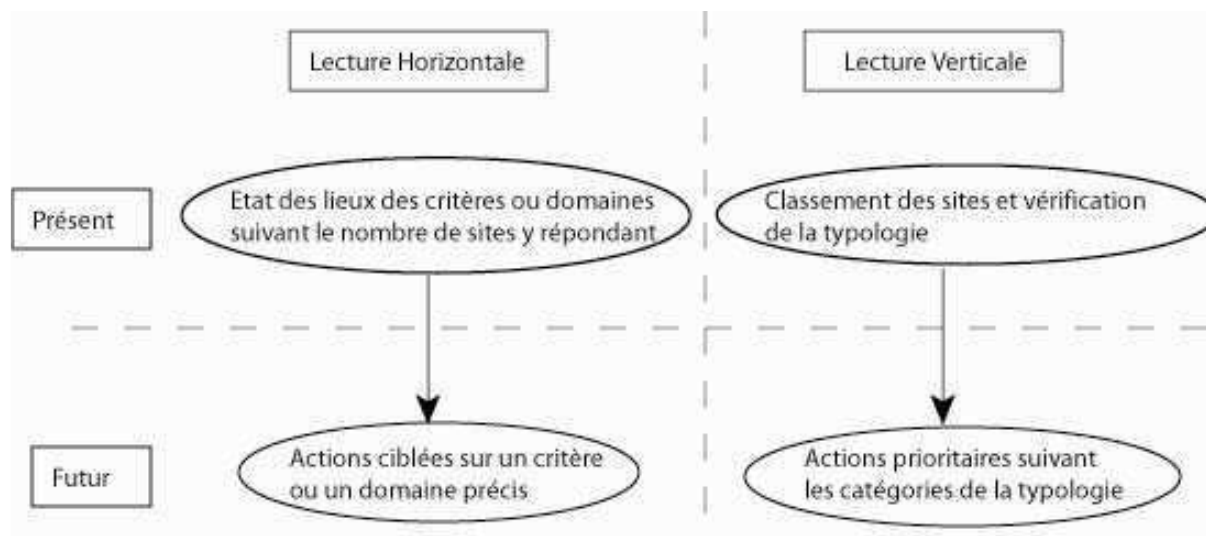 Lecture Horizontale
Lecture Verticale
Présent
Etat des lieux des critères ou domaines
suivant le nombre de sites y répondant
Classement des sites et vérification
de la typologie
Futur
Actions ciblées sur un critère
ou un domaine précis
Actions prioritaires suivant
les catégories de la typologie